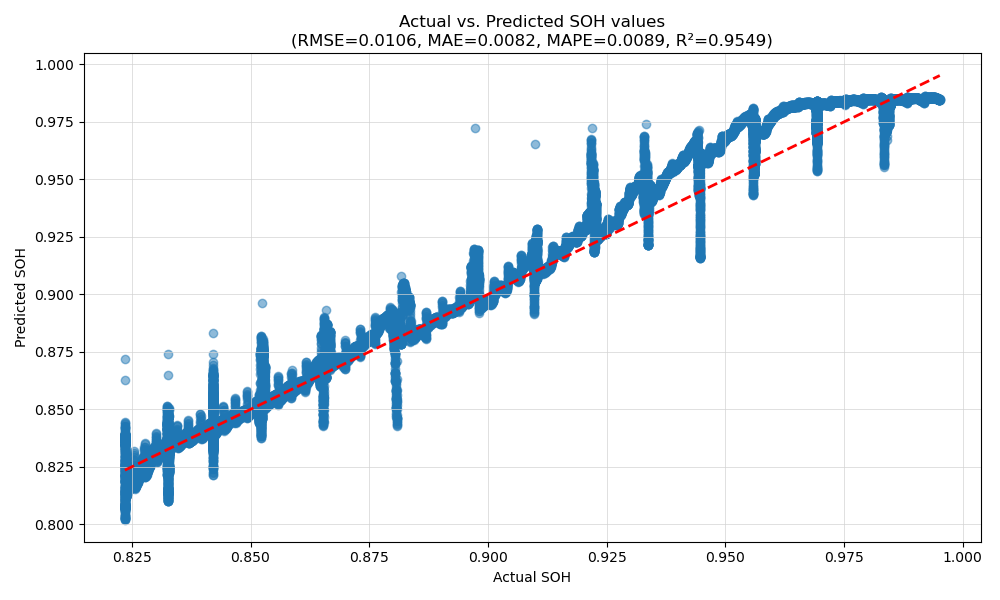 Actual vs. Predicted SOH values
(RMSE=0.0106, MAE=0.0082, MAPE=0.0089, R²=0.9549)
Predicted SOH
1.000
0.975
0.950
0.925
0.900
0.875
0.850
0.825
0.800
0.825 0.850 0.875 0.900 0.925 0.950 0.975 1.000
Actual SOH